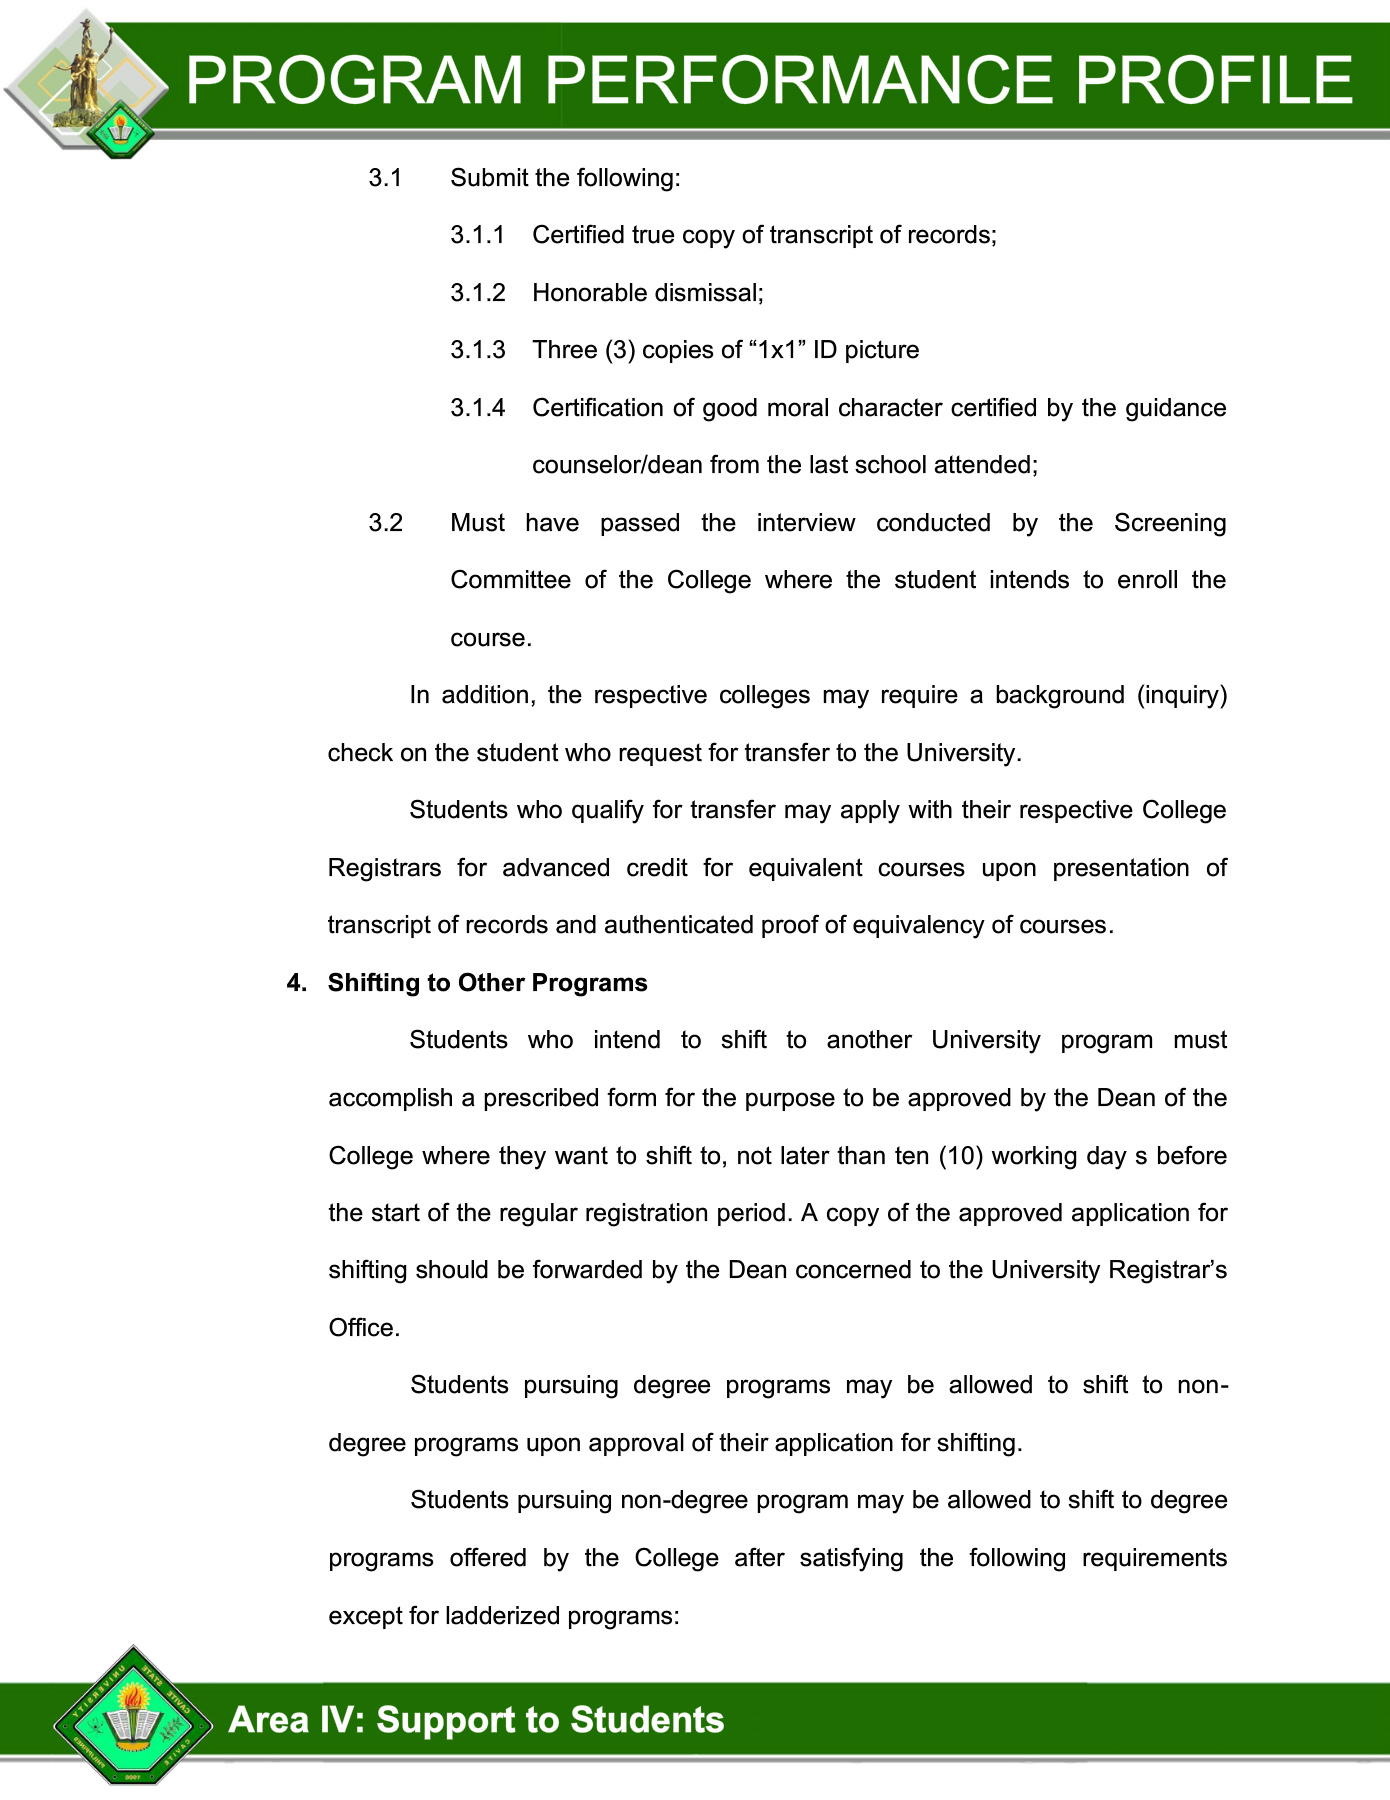 PROGRAM PERFORMANCE PROFILE
3.1 Submit the following:
3.1.1 Certified true copy of transcript of records;
3.1.2 Honorable dismissal;
3.1.3 Three (3) copies of “1x1” ID picture
3.1.4 Certification of good moral character certified by the guidance
counselor/dean from the last school attended;
3.2 Must have passed the interview conducted by the Screening
Committee of the College where the student intends to enroll the
course.
In addition, the respective colleges may require a background (inquiry)
check on the student who request for transfer to the University.
Students who qualify for transfer may apply with their respective College
Registrars for advanced credit for equivalent courses upon presentation of
transcript of records and authenticated proof of equivalency of courses.
4. Shifting to Other Programs
Students who intend to shift to another University program must
accomplish a prescribed form for the purpose to be approved by the Dean of the
College where they want to shift to, not later than ten (10) working day s before
the start of the regular registration period. A copy of the approved application for
shifting should be forwarded by the Dean concerned to the University Registrar’s
Office.
Students pursuing degree programs may be allowed to shift to non-
degree programs upon approval of their application for shifting.
Students pursuing non-degree program may be allowed to shift to degree
programs offered by the College after satisfying the following requirements
except for ladderized programs:
CAVITE STATE UNIVERSITY
CAVITE
PHILIPPINES
Area IV: Support to Students